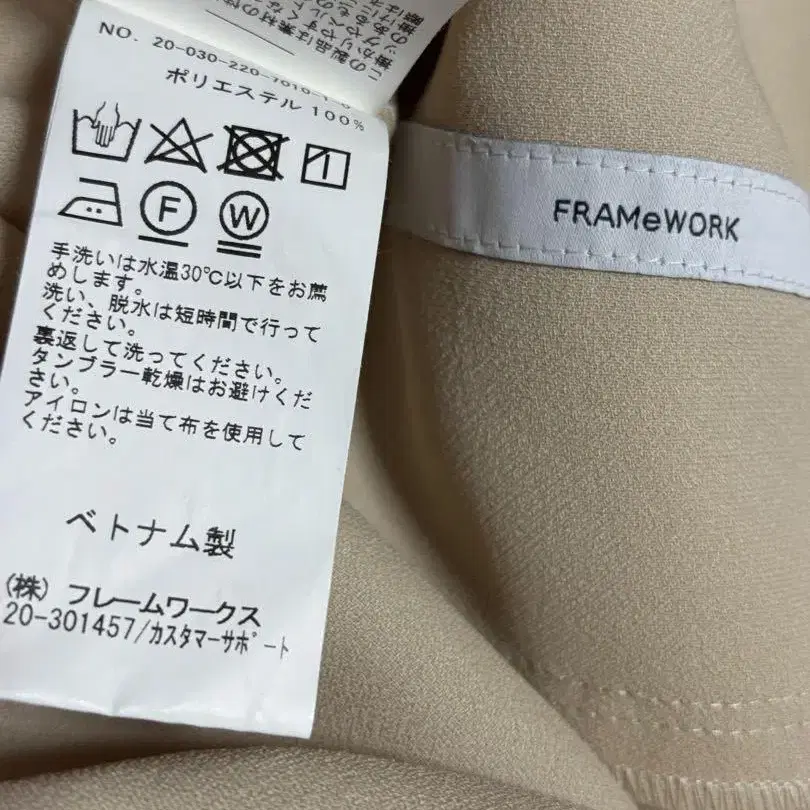 NO. 20-030-220-
ポリエステル 100%
F
W
手洗いは水温30℃以下をお薦
めします。
洗い、脱水は短時間で行って
ください。
裏返して洗ってください。
タンブラー乾燥はお避けくだ
さい。
アイロンは当て布を使用して
ください。
ベトナム製
(株) フレームワークス
20-301457/カスタマーサポート
FRAMeWORK